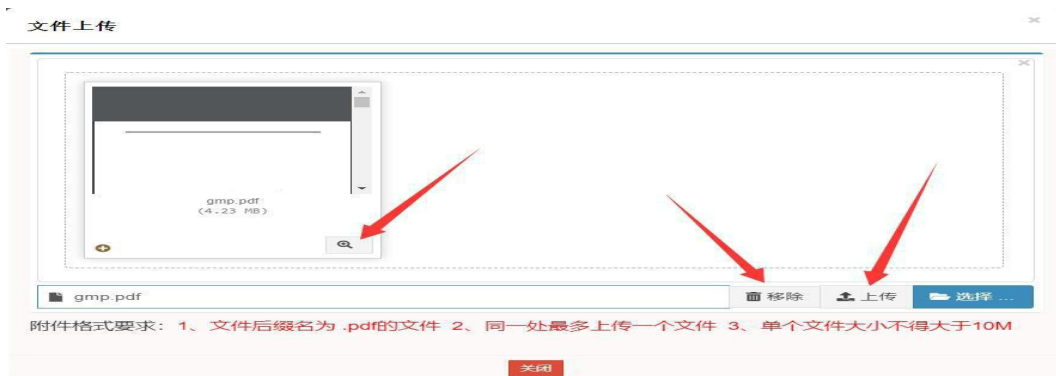 文件上传
gmp.pdf
(4.23 MB)
gmp.pdf 移除 上传 选择 ...
附件格式要求: 1、文件后缀名为 .pdf的文件 2、同一处最多上传一个文件 3、单个文件大小不得大于10M
关闭